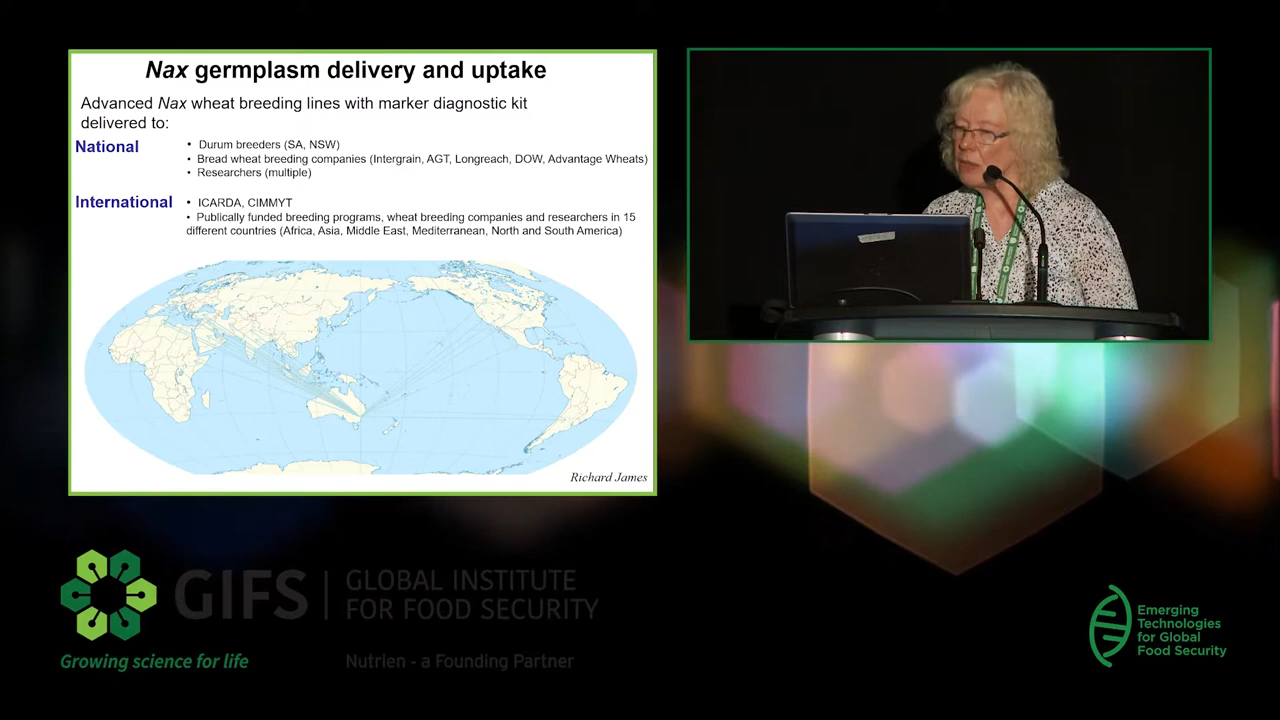 Nax germplasm delivery and uptake
Advanced Nax wheat breeding lines with marker diagnostic kit
delivered to:
National
• Durum breeders (SA, NSW)
• Bread wheat breeding companies (Intergrain, AGT, Longreach, DOW, Advantage Wheats)
• Researchers (multiple)
International
• ICARDA, CIMMYT
• Publically funded breeding programs, wheat breeding companies and researchers in 15
different countries (Africa, Asia, Middle East, Mediterranean, North and South America)
Richard James
GIFS
GLOBAL INSTITUTE
FOR FOOD SECURITY
Growing science for life
Nutrien - a Founding Partner
Emerging
Technologies
for Global
Food Security